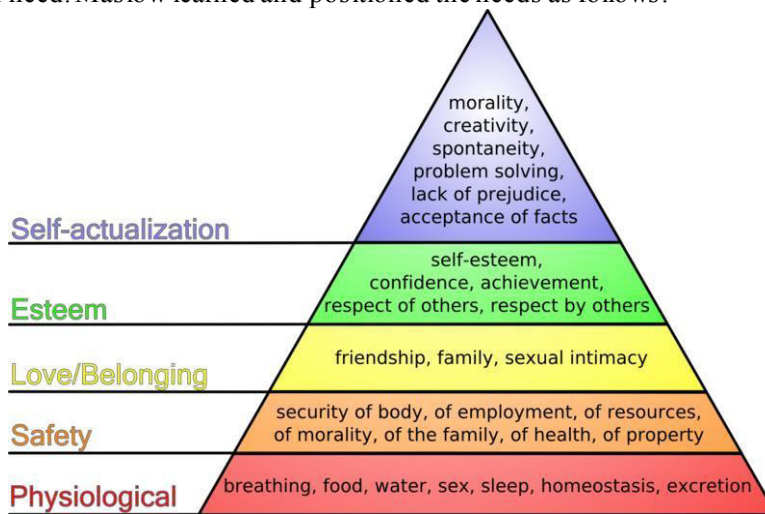 need. Maslow learned and positioned the needs as follows:
morality,
creativity,
spontaneity,
problem solving,
lack of prejudice,
acceptance of facts
Self-actualization
self-esteem,
confidence, achievement,
respect of others, respect by others
Esteem
friendship, family, sexual intimacy
Love/Belonging
security of body, of employment, of resources,
of morality, of the family, of health, of property
Safety
breathing, food, water, sex, sleep, homeostasis, excretion
Physiological